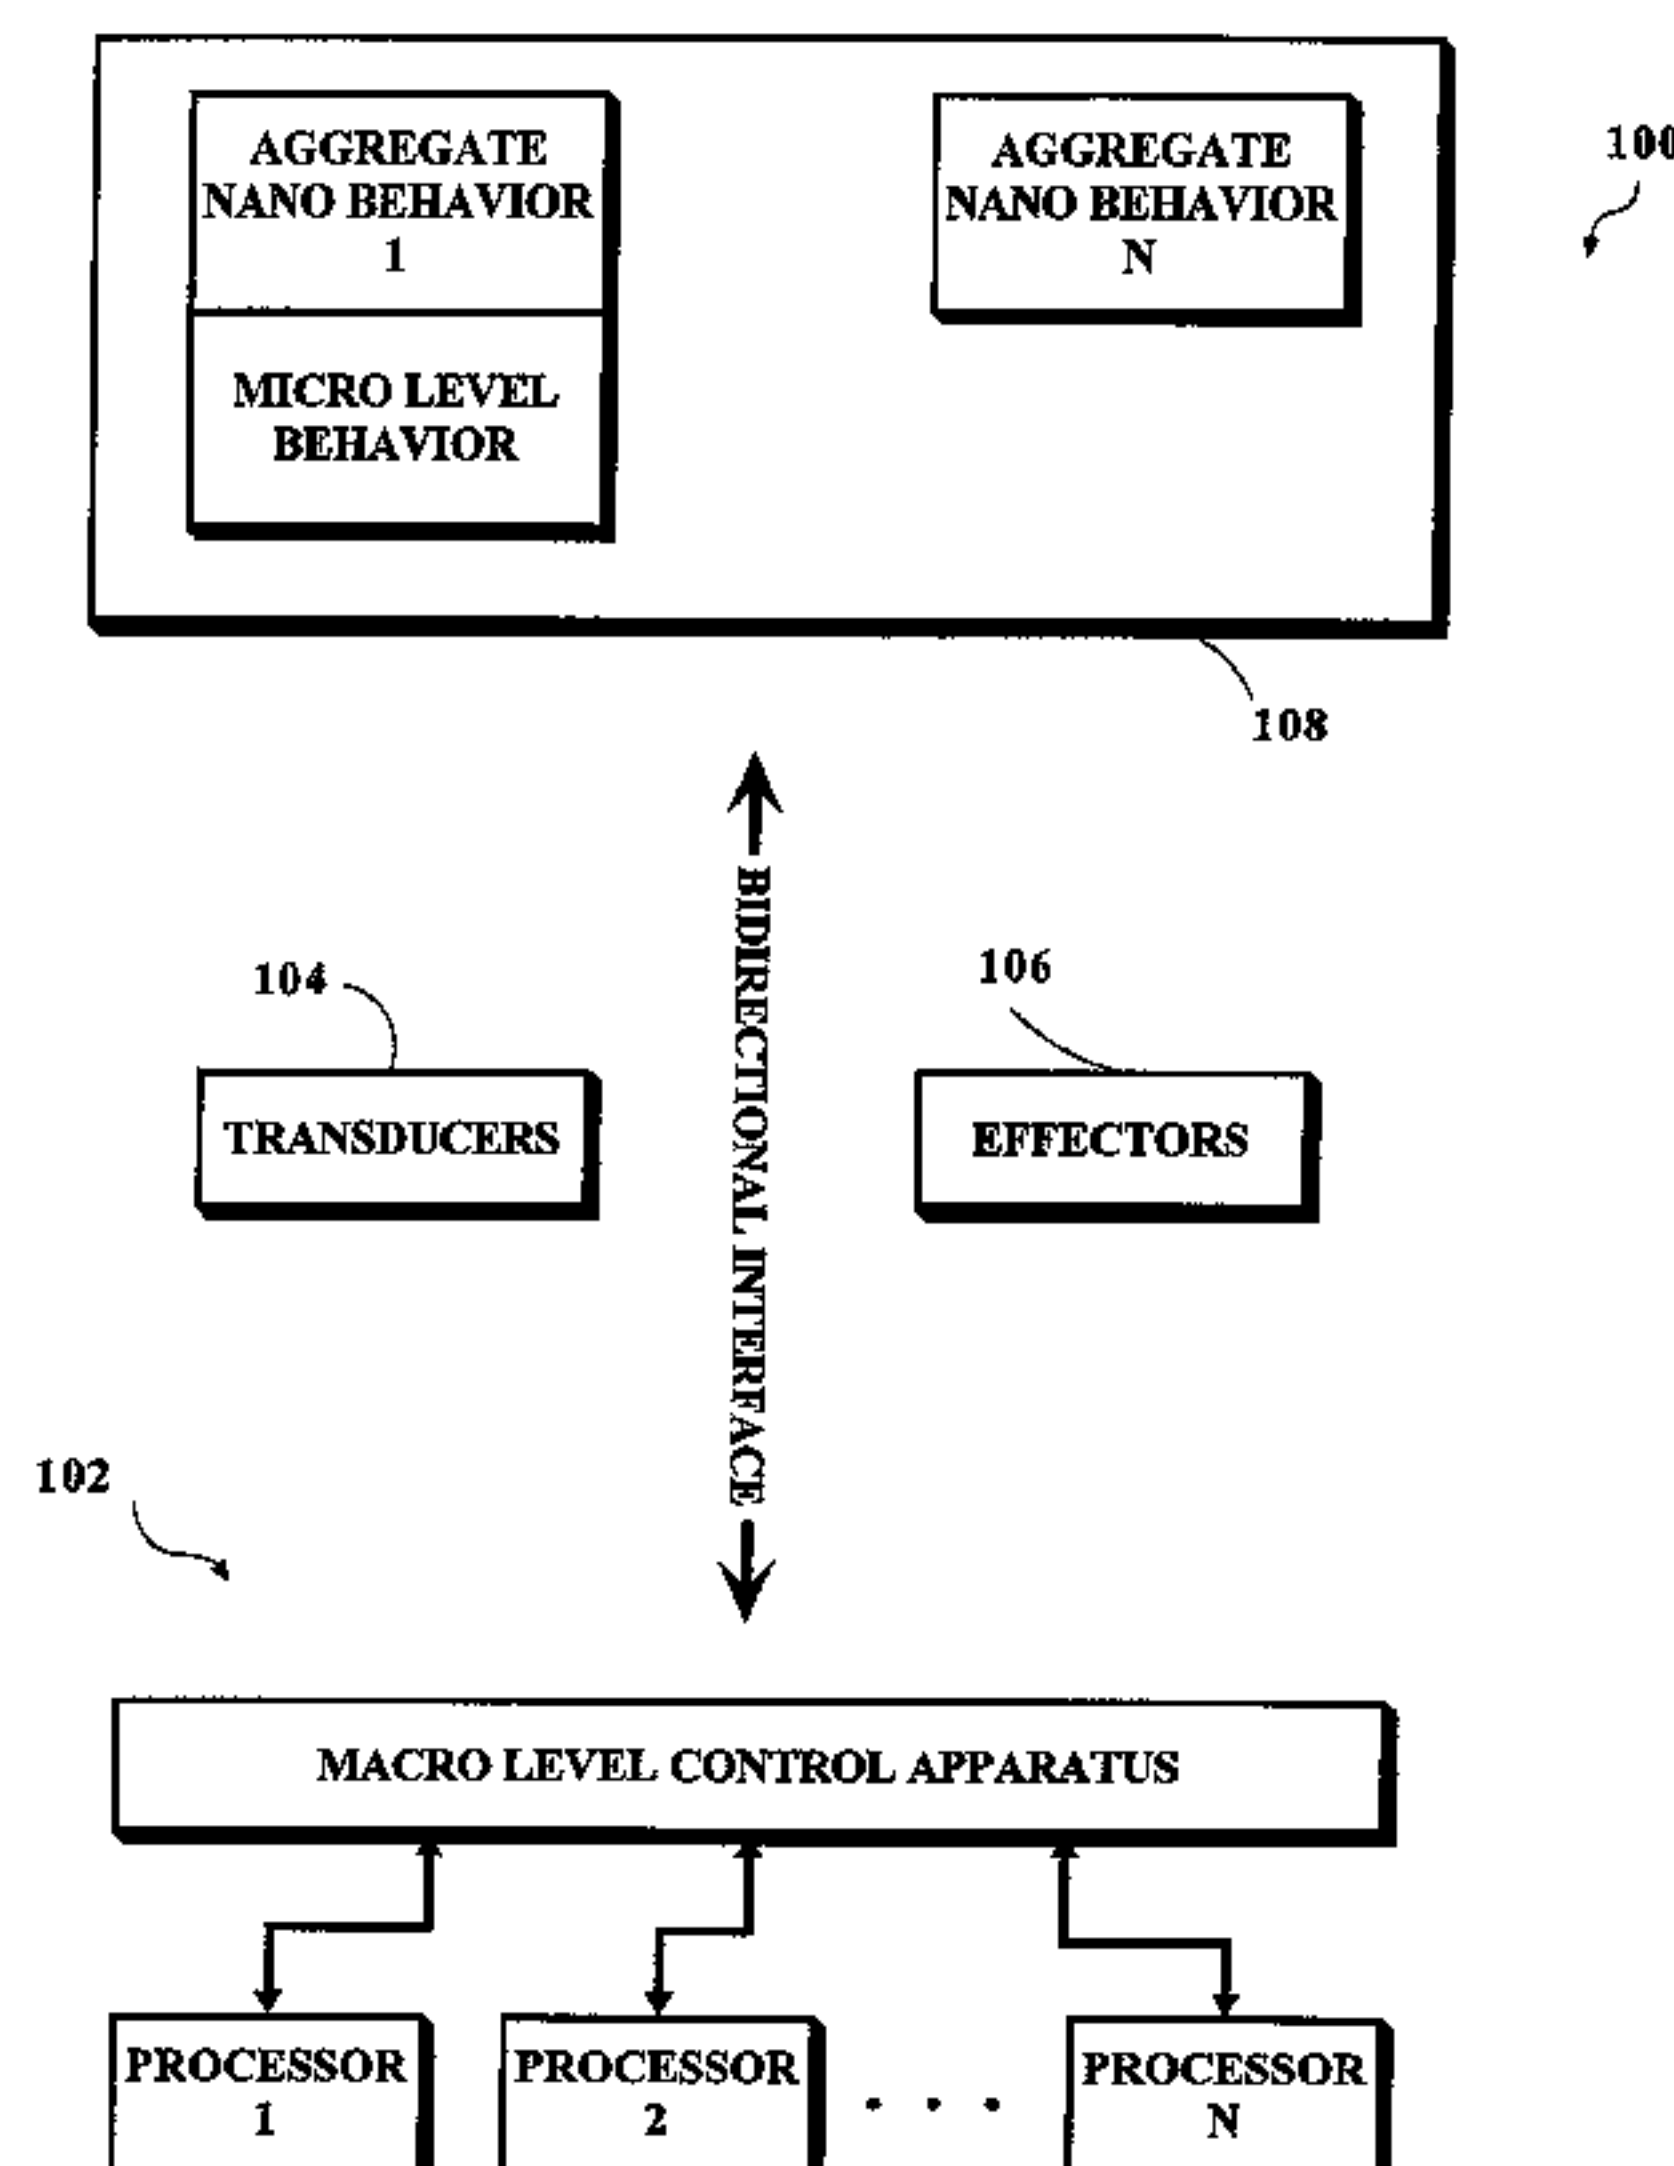 AGGREGATE
NANO BEHAVIOR
1
MICRO LEVEL
BEHAVIOR
AGGREGATE
NANO BEHAVIOR
N
100
108
BIDIRECTIONAL INTERFACE
104
TRANSDUCERS
106
EFFECTORS
102
MACRO LEVEL CONTROL APPARATUS
PROCESSOR
1
PROCESSOR
2
. . .
PROCESSOR
N